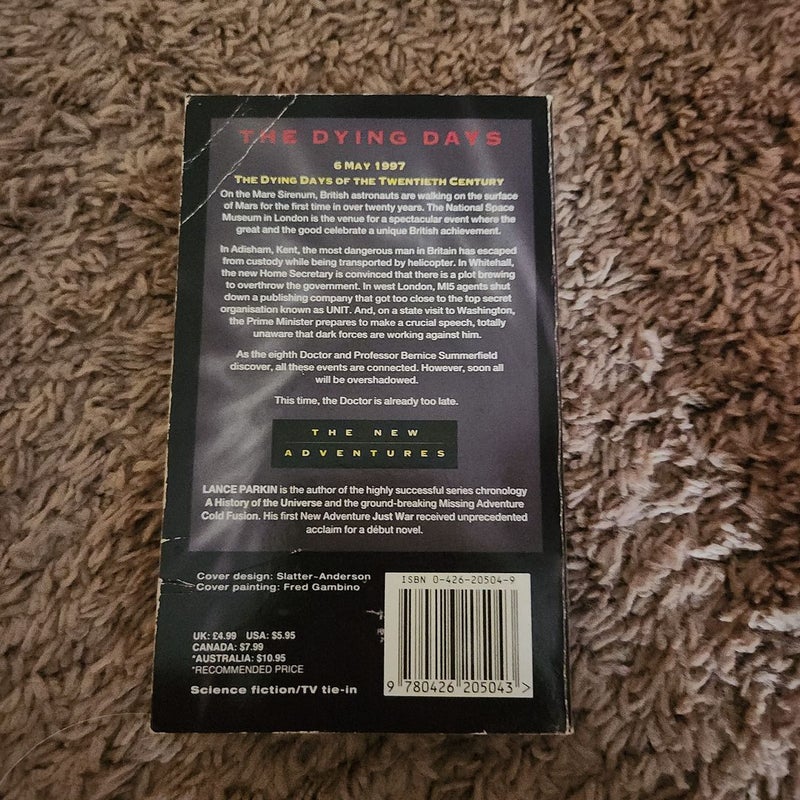 THE DYING DAYS
6 MAY 1997
THE DYING DAYS OF THE TWENTIETH CENTURY
On the Mare Sirenum, British astronauts are walking on the surface
of Mars for the first time in over twenty years. The National Space
Museum in London is the venue for a spectacular event where the
great and the good celebrate a unique British achievement.
In Adisham, Kent, the most dangerous man in Britain has escaped
from custody while being transported by helicopter. In Whitehall,
the new Home Secretary is convinced that there is a plot brewing
to overthrow the government. In west London, MI5 agents shut
down a publishing company that got too close to the top secret
organisation known as UNIT. And, on a state visit to Washington,
the Prime Minister prepares to make a crucial speech, totally
unaware that dark forces are working against him.
As the eighth Doctor and Professor Bernice Summerfield
discover, all these events are connected. However, soon all
will be overshadowed.
This time, the Doctor is already too late.
THE NEW
ADVENTURES
LANCE PARKIN is the author of the highly successful series chronology
A History of the Universe and the ground-breaking Missing Adventure
Cold Fusion. His first New Adventure Just War received unprecedented
acclaim for a début novel.
Cover design: Slatter~Anderson
Cover painting: Fred Gambino
ISBN 0-426-20504-9
UK: £4.99 USA: $5.95
CANADA: $7.99
*AUSTRALIA: $10.95
*RECOMMENDED PRICE
Science fiction/TV tie-in
9 780426 205043 >